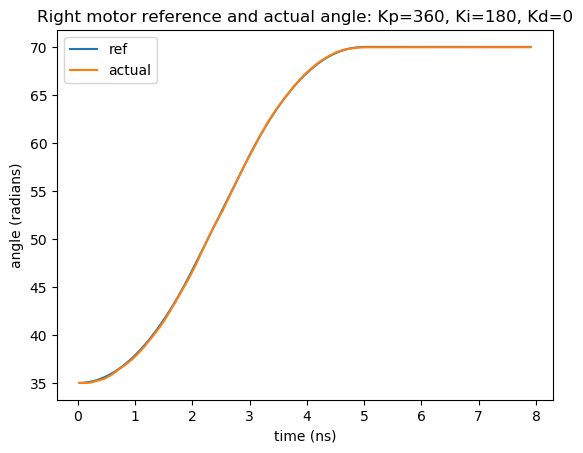 Right motor reference and actual angle: Kp=360, Ki=180, Kd=0
ref
actual
angle (radians)
70
65
60
55
50
45
40
35
0 1 2 3 4 5 6 7 8
time (ns)